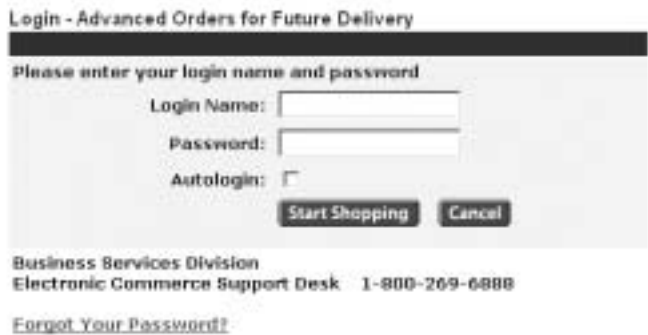 Login - Advanced Orders for Future Delivery
Please enter your login name and password
Login Name:
Password:
Autologin:
Start Shopping Cancel
Business Services Division
Electronic Commerce Support Desk 1-800-269-6888
Forgot Your Password?